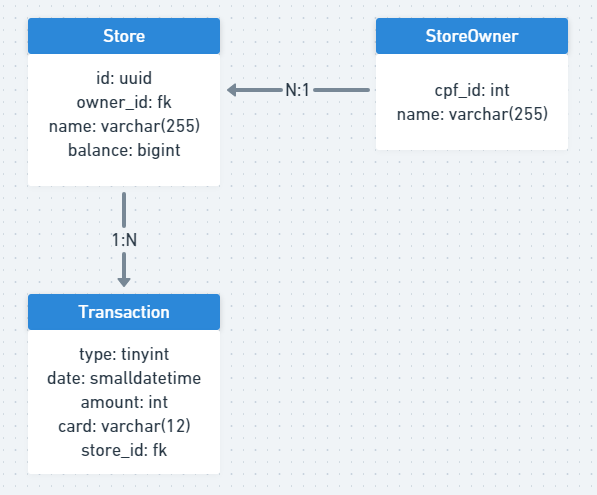 Store
id: uuid
owner_id: fk
name: varchar(255)
balance: bigint
N:1
StoreOwner
cpf_id: int
name: varchar(255)
1:N
Transaction
type: tinyint
date: smalldatetime
amount: int
card: varchar(12)
store_id: fk